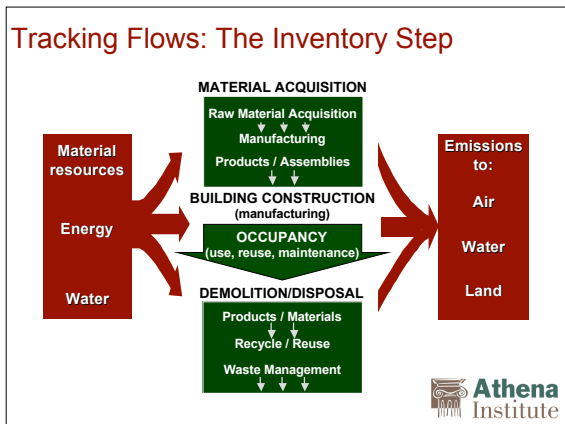 Tracking Flows: The Inventory Step
MATERIAL ACQUISITION
Raw Material Acquisition
Manufacturing
Products / Assemblies
Material
resources
Energy
Water
BUILDING CONSTRUCTION
(manufacturing)
OCCUPANCY
(use, reuse, maintenance)
DEMOLITION/DISPOSAL
Products / Materials
Recycle / Reuse
Waste Management
Emissions
to:
Air
Water
Land
Athena
Institute